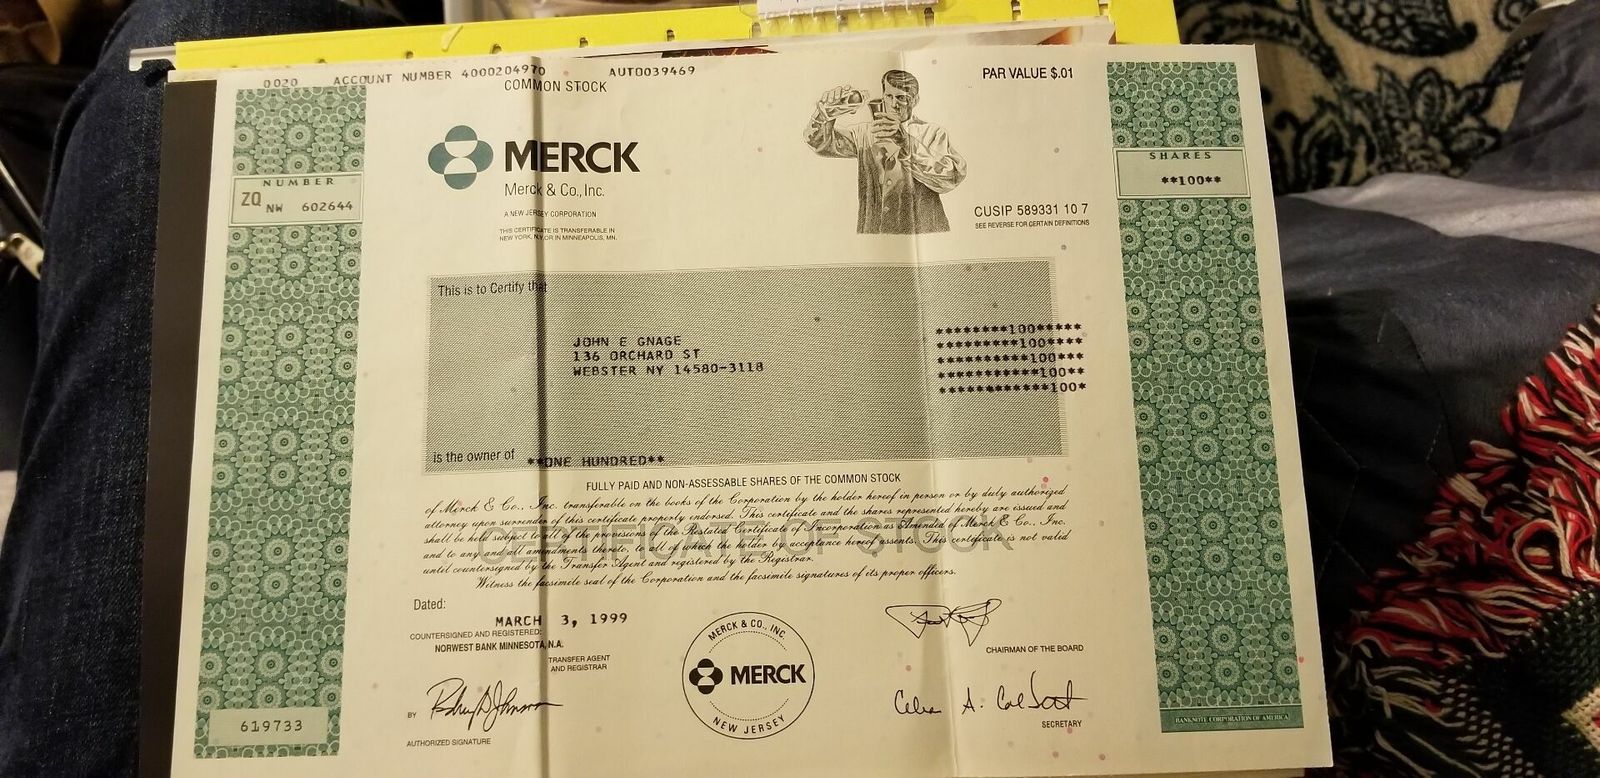 0020 ACCOUNT NUMBER 4000204970 AUT0039469
COMMON STOCK
PAR VALUE $.01
NUMBER
ZQ NW 602644
MERCK
Merck & Co., Inc.
A NEW JERSEY CORPORATION
THIS CERTIFICATE IS TRANSFERABLE IN
NEW YORK, N.Y. OR IN MINNEAPOLIS, MN.
SHARES
**100**
CUSIP 589331 10 7
SEE REVERSE FOR CERTAIN DEFINITIONS
This is to Certify that
JOHN E GNAGE
136 ORCHARD ST
WEBSTER NY 14580-3118
********100*****
*********100****
**********100***
***********100**
************100*
is the owner of **ONE HUNDRED**
FULLY PAID AND NON-ASSESSABLE SHARES OF THE COMMON STOCK
of Merck & Co., Inc. transferable on the books of the Corporation by the holder hereof in person or by duly authorized
attorney upon surrender of this certificate properly endorsed. This certificate and the shares represented hereby are issued and
shall be held subject to all of the provisions of the Restated Certificate of Incorporation as Amended of Merck & Co., Inc.
and to any and all amendments thereto, to all of which the holder by acceptance hereof assents. This certificate is not valid
until countersigned by the Transfer Agent and registered by the Registrar.
CERTIFICATE OF STOCK
Witness the facsimile seal of the Corporation and the facsimile signatures of its proper officers.
Dated:
MARCH 3, 1999
COUNTERSIGNED AND REGISTERED:
NORWEST BANK MINNESOTA, N.A.
TRANSFER AGENT
AND REGISTRAR
BY
AUTHORIZED SIGNATURE
MERCK & CO., INC.
MERCK
NEW JERSEY
CHAIRMAN OF THE BOARD
Celia A. Colbert
SECRETARY
619733
BANKNOTE CORPORATION OF AMERICA